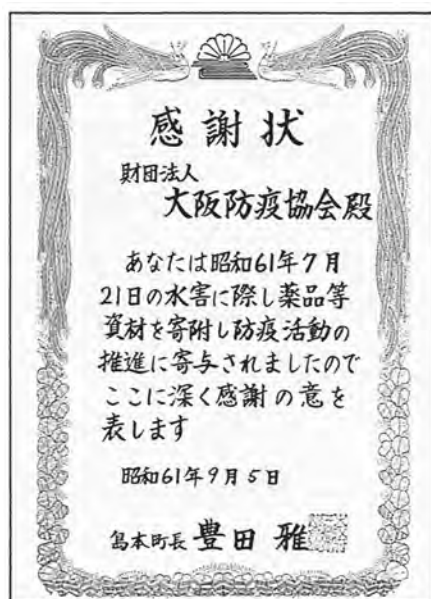 感謝状
財団法人
大阪防疫協会殿
あなたは昭和61年7月
21日の水害に際し薬品等
資材を寄附し防疫活動の
推進に寄与されましたので
ここに深く感謝の意を
表します
昭和61年9月5日
島本町長 豊田 雅